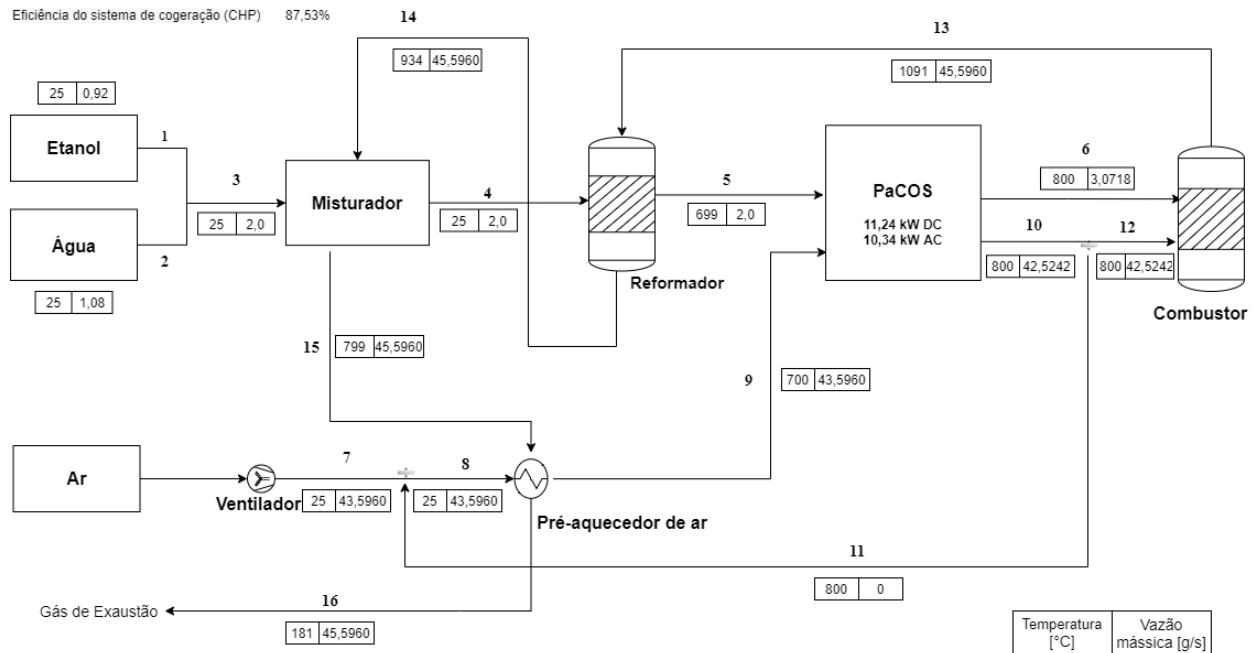 Eficiência do sistema de cogeração (CHP) 87,53%
14
13
934 45,5960
1091 45,5960
25 0,92
Etanol
1
3
Misturador
4
5
PaCOS
11,24 kW DC
10,34 kW AC
6
800 3,0718
25 2,0
25 2,0
699 2,0
Água
2
10
12
800 42,5242
800 42,5242
25 1,08
Reformador
Combustor
15
799 45,5960
9
700 43,5960
Ar
7
8
Ventilador
25 43,5960
25 43,5960
Pré-aquecedor de ar
11
800 0
Gás de Exaustão
16
181 45,5960
Temperatura
[°C]
Vazão
mássica [g/s]